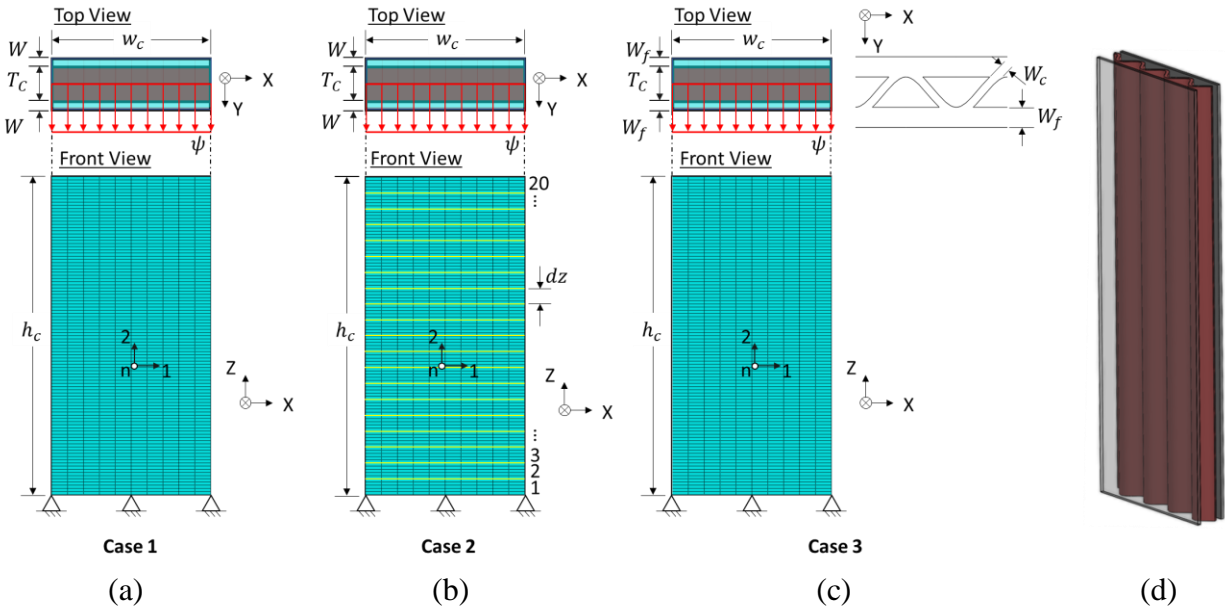 Top View
w_c
W
T_C
W
X
Y
ψ
Front View
h_c
2
n
1
Z
X
Case 1
(a)
Top View
w_c
W
T_C
W
X
Y
ψ
Front View
20
...
dz
h_c
2
n
1
Z
X
...
3
2
1
Case 2
(b)
Top View
w_c
W_f
T_C
W_f
X
Y
ψ
Front View
h_c
2
n
1
Z
X
X
Y
W_c
W_f
Case 3
(c)
(d)